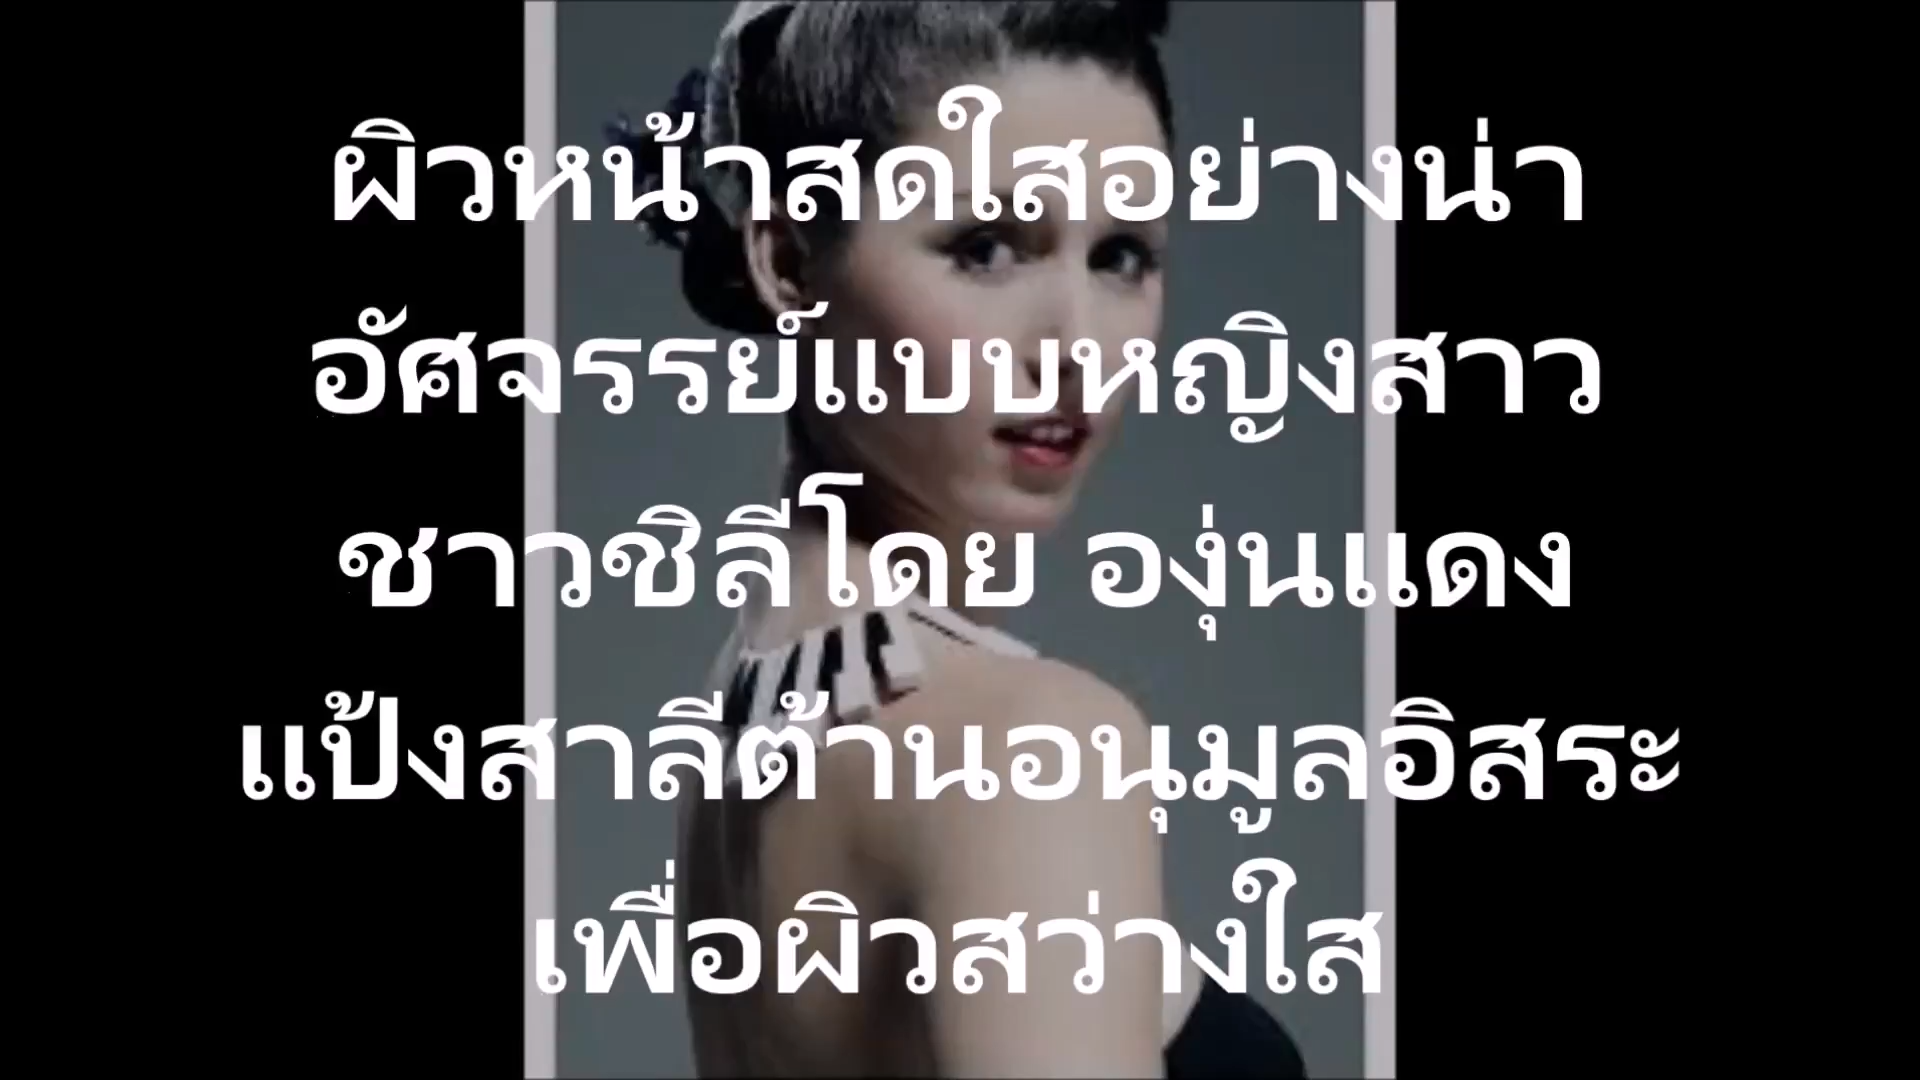 ผิวหน้าสดใสอย่างน่า
อัศจรรย์แบบหญิงสาว
ชาวชิลีโดย องุ่นแดง
แป้งสาลีต้านอนุมูลอิสระ
เพื่อผิวสว่างใส